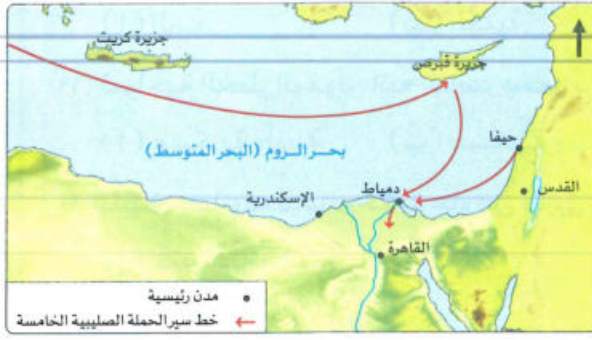 جزيرة كريت
جزيرة قبرص
حيفا
بحر الروم (البحر المتوسط)
القدس
دمياط
الإسكندرية
القاهرة
مدن رئيسية
خط سير الحملة الصليبية الخامسة